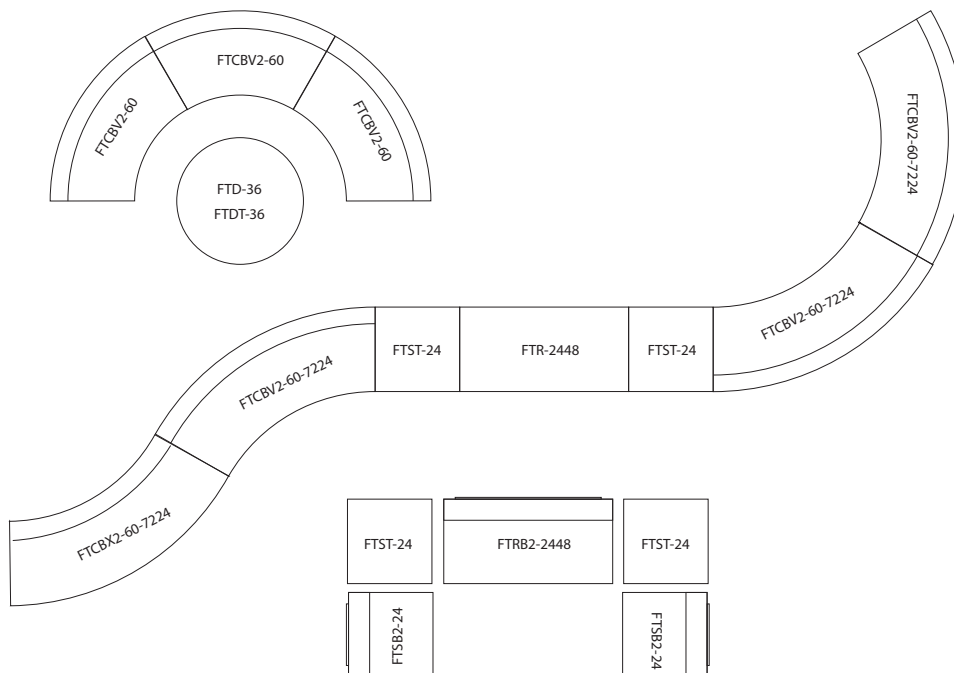 FTCBV2-60
FTCBV2-60
FTCBV2-60
FTD-36
FTDT-36
FTCBV2-60-7224
FTCBV2-60-7224
FTST-24
FTR-2448
FTST-24
FTCBV2-60-7224
FTCBX2-60-7224
FTST-24
FTRB2-2448
FTST-24
FTSB2-24
FTSB2-24